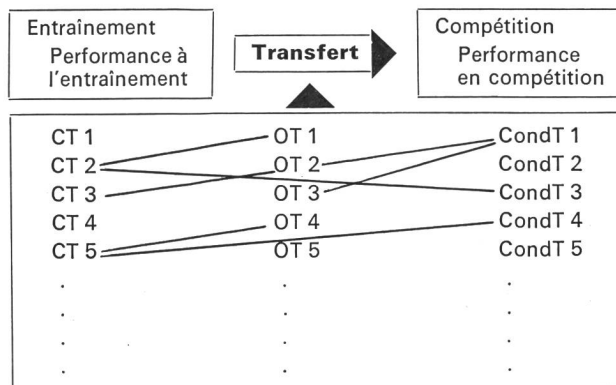 Entraînement
Performance à
l'entraînement
Transfert
Compétition
Performance
en compétition
CT 1 OT 1 CondT 1
CT 2 OT 2 CondT 2
CT 3 OT 3 CondT 3
CT 4 OT 4 CondT 4
CT 5 OT 5 CondT 5
. . .
. . .
. . .
. . .